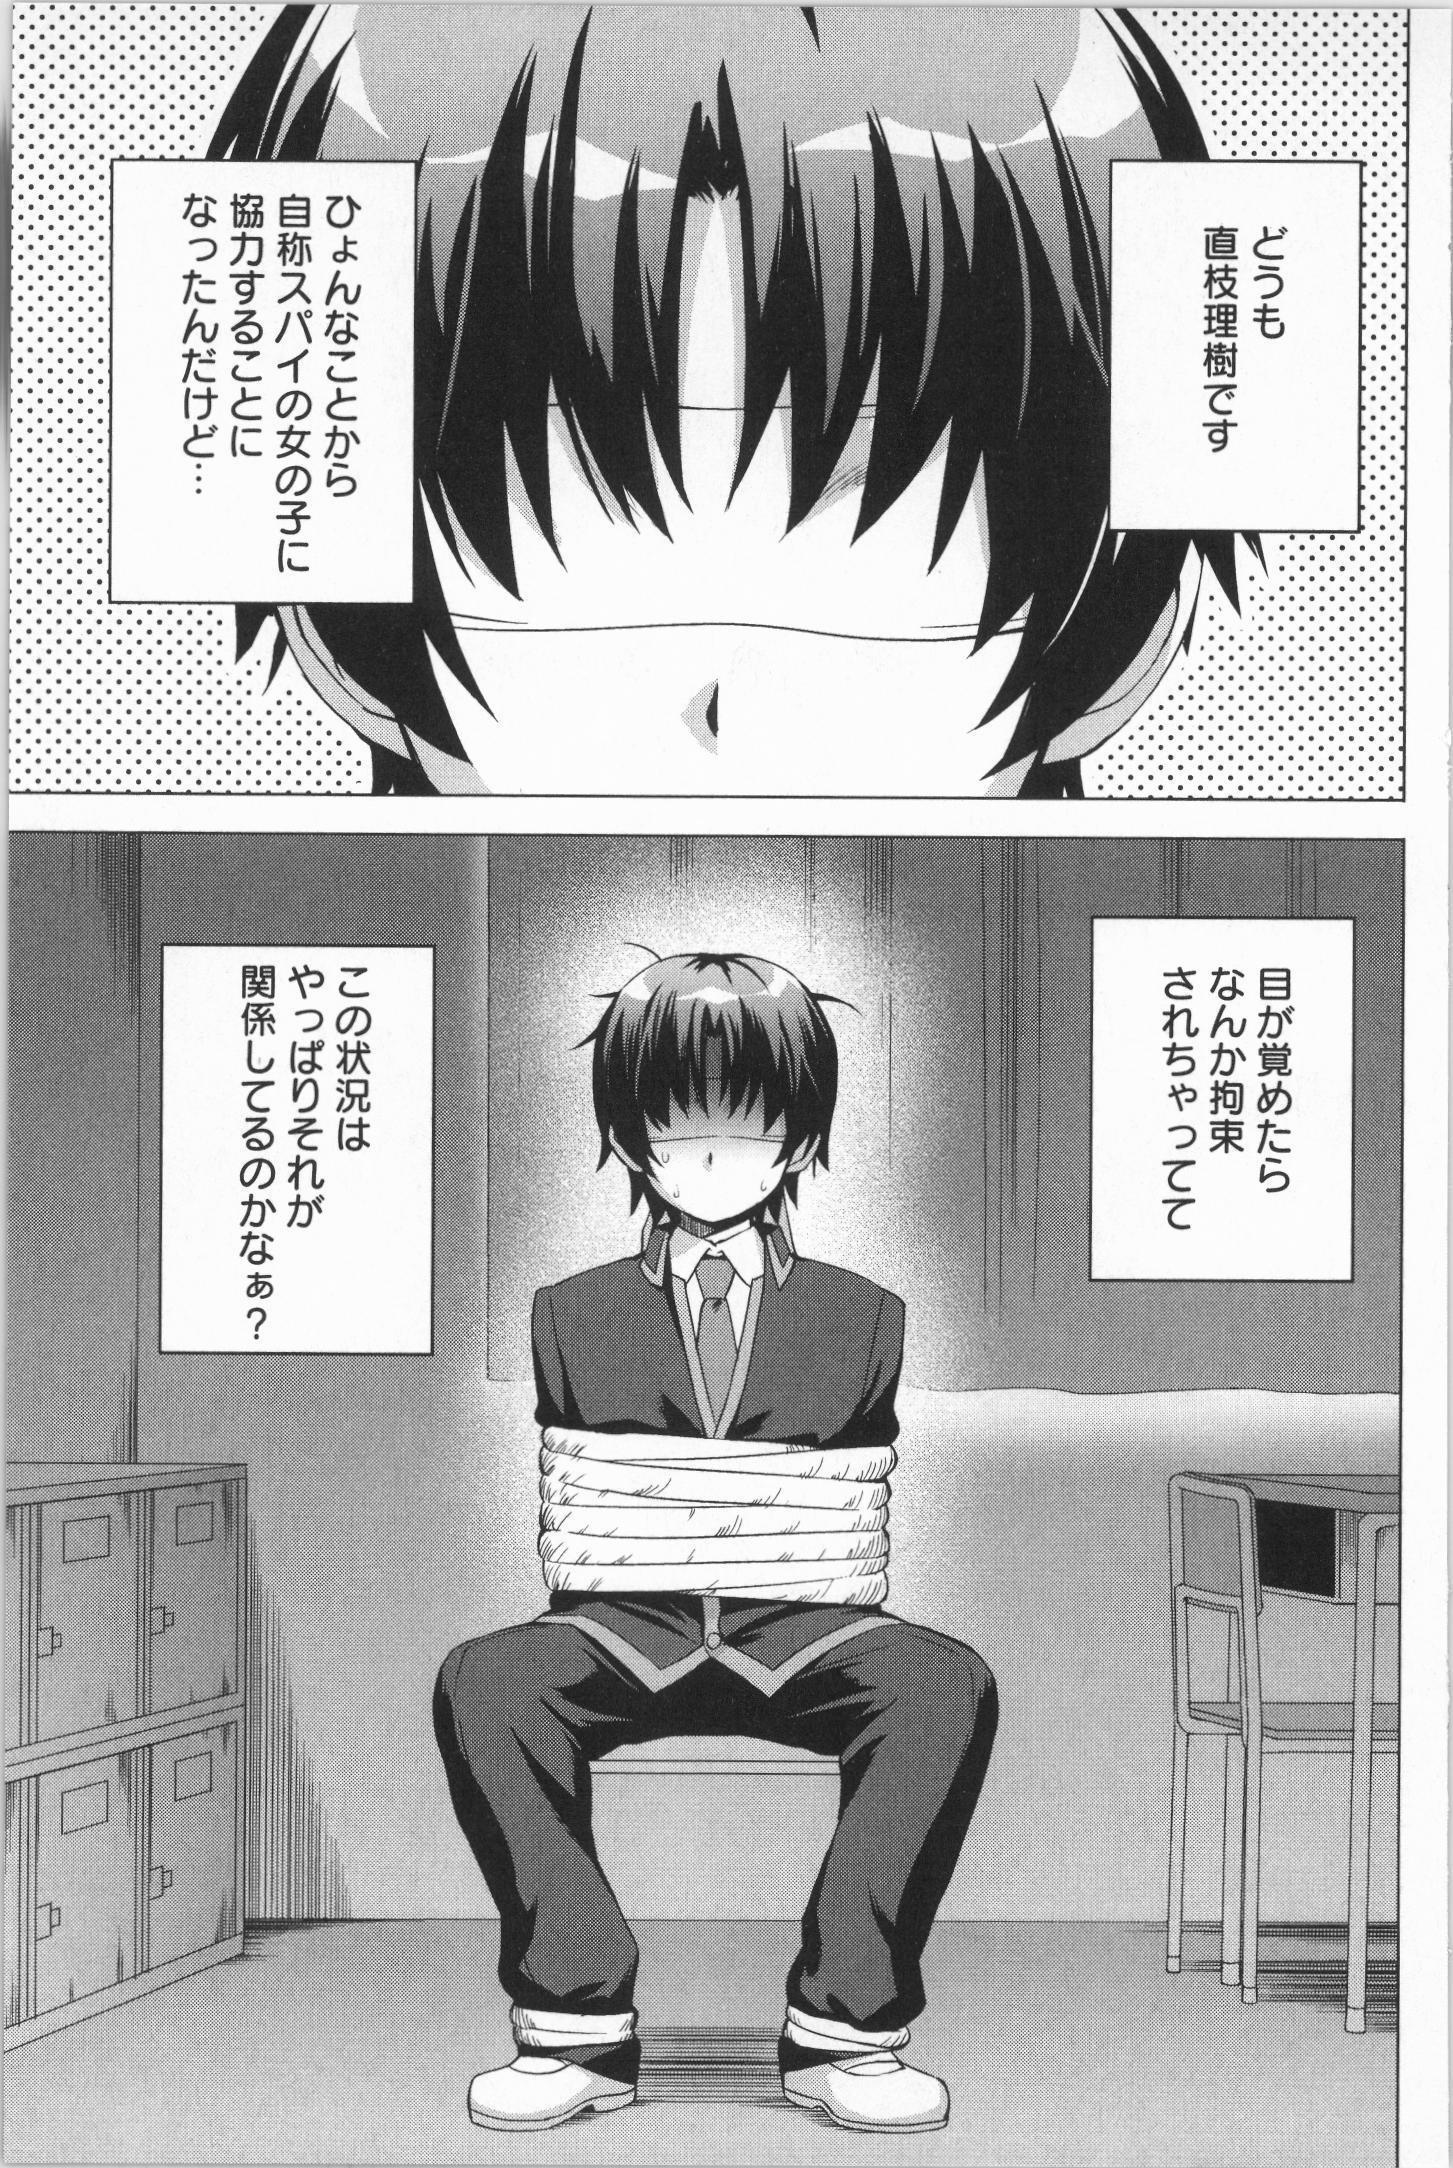 どうも
直枝理樹です
ひょんなことから
自称スパイの女の子に
協力することに
なったんだけど…
目が覚めたら
なんか拘束
されちゃってて
この状況は
やっぱりそれが
関係してるのかなぁ?